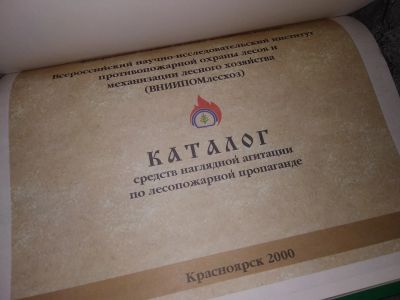 Всероссийский научно-исследовательский институт
противопожарной охраны лесов и
механизации лесного хозяйства
(ВНИИПОМлесхоз)
КАТАЛОГ
средств наглядной агитации
по лесопожарной пропаганде
Красноярск 2000